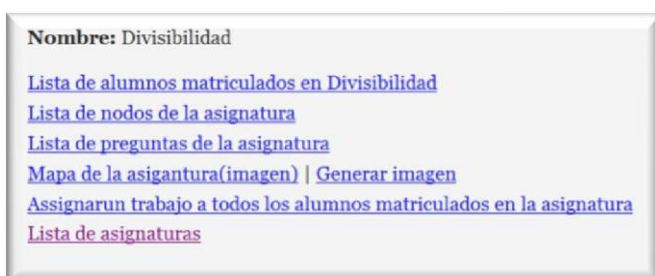 Nombre: Divisibilidad
Lista de alumnos matriculados en Divisibilidad
Lista de nodos de la asignatura
Lista de preguntas de la asignatura
Mapa de la asigantura(imagen) | Generar imagen
Assignarun trabajo a todos los alumnos matriculados en la asignatura
Lista de asignaturas